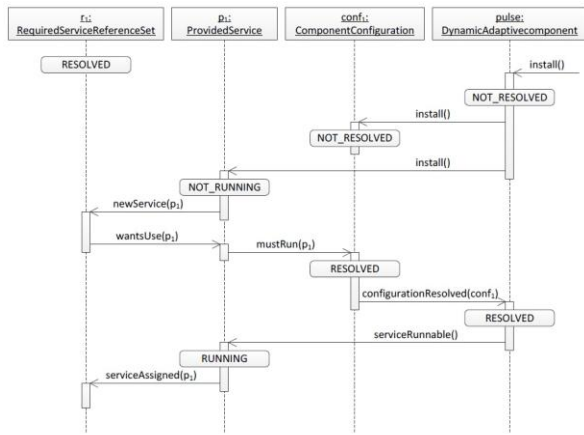 r₁:
RequiredServiceReferenceSet
p₁:
ProvidedService
conf₁:
ComponentConfiguration
pulse:
DynamicAdaptivecomponent
RESOLVED
install()
NOT_RESOLVED
install()
NOT_RESOLVED
install()
NOT_RUNNING
newService(p₁)
wantsUse(p₁)
mustRun(p₁)
RESOLVED
configurationResolved(conf₁)
RESOLVED
serviceRunnable()
RUNNING
serviceAssigned(p₁)